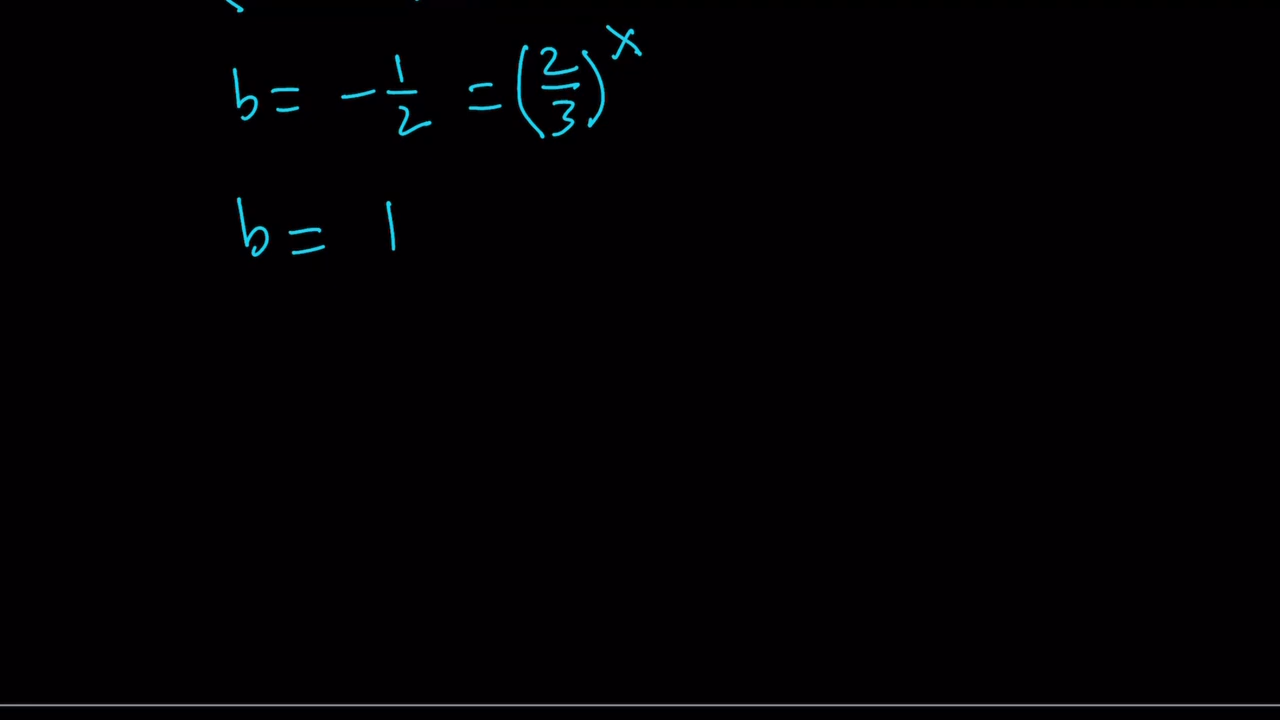 b = - 1/2 = (2/3)^x
b = 1